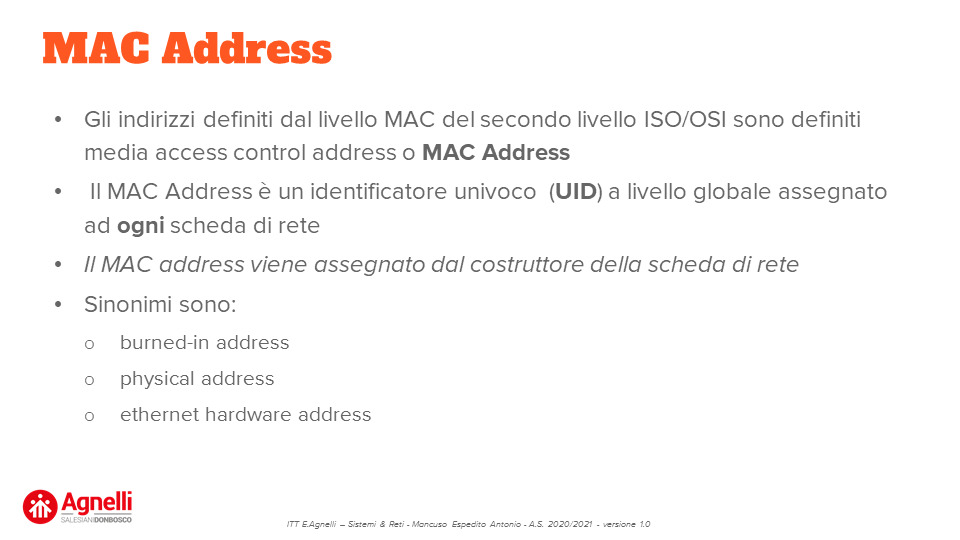 MAC Address
• Gli indirizzi definiti dal livello MAC del secondo livello ISO/OSI sono definiti
media access control address o MAC Address
• Il MAC Address è un identificatore univoco (UID) a livello globale assegnato
ad ogni scheda di rete
• Il MAC address viene assegnato dal costruttore della scheda di rete
• Sinonimi sono:
o burned-in address
o physical address
o ethernet hardware address
Agnelli
SALESIANI DONBOSCO
ITT E.Agnelli – Sistemi & Reti - Mancuso Espedito Antonio - A.S. 2020/2021 - versione 1.0